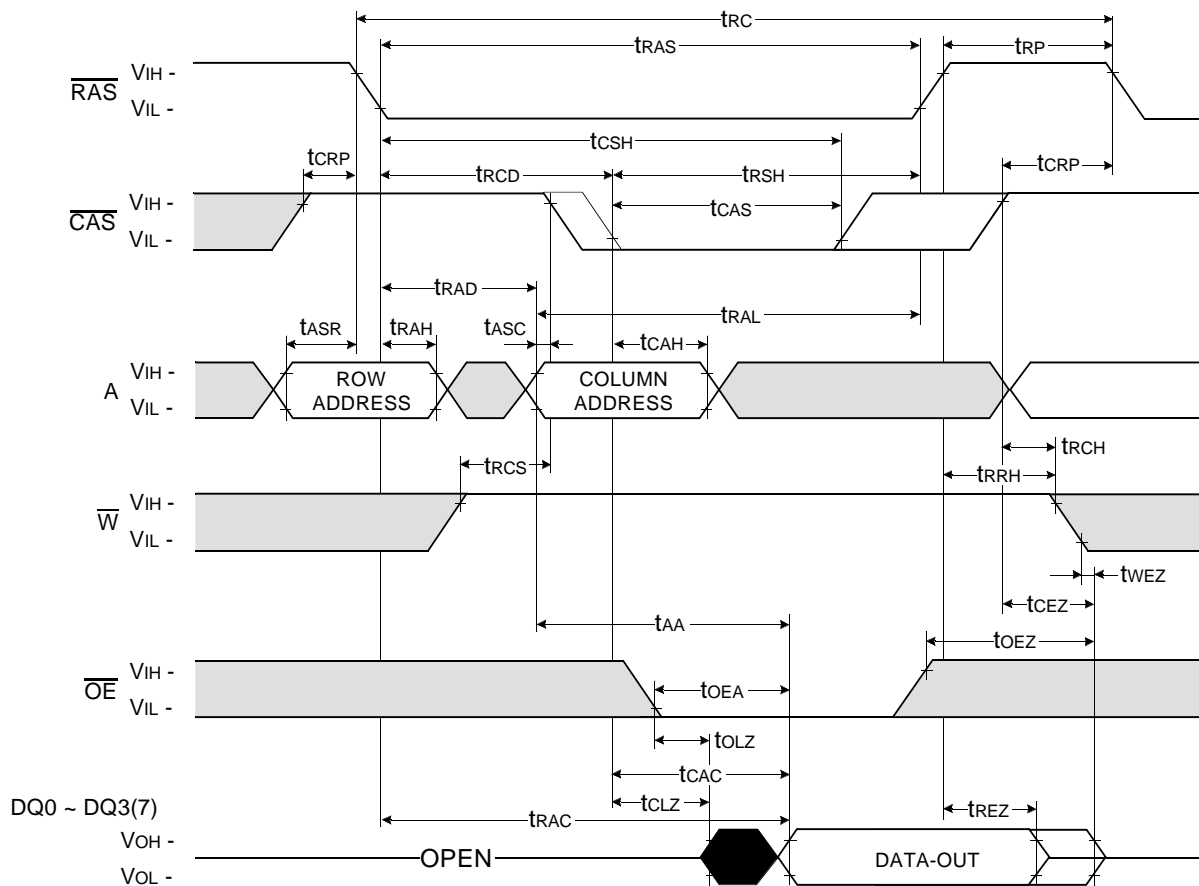 tRC
tRAS tRP
RAS VIH -
VIL -
tCSH
tCRP tRCD tRSH tCRP
CAS VIH -
VIL -
tCAS
tRAD
tRAL
tASR tRAH tASC tCAH
A VIH -
VIL -
ROW
ADDRESS
COLUMN
ADDRESS
tRCH
tRCS tRRH
W VIH -
VIL -
tWEZ
tCEZ
tAA
tOEZ
OE VIH -
VIL -
tOEA
tOLZ
tCAC
tCLZ
DQ0 ~ DQ3(7)
tRAC tREZ
VOH -
VOL -
OPEN DATA-OUT